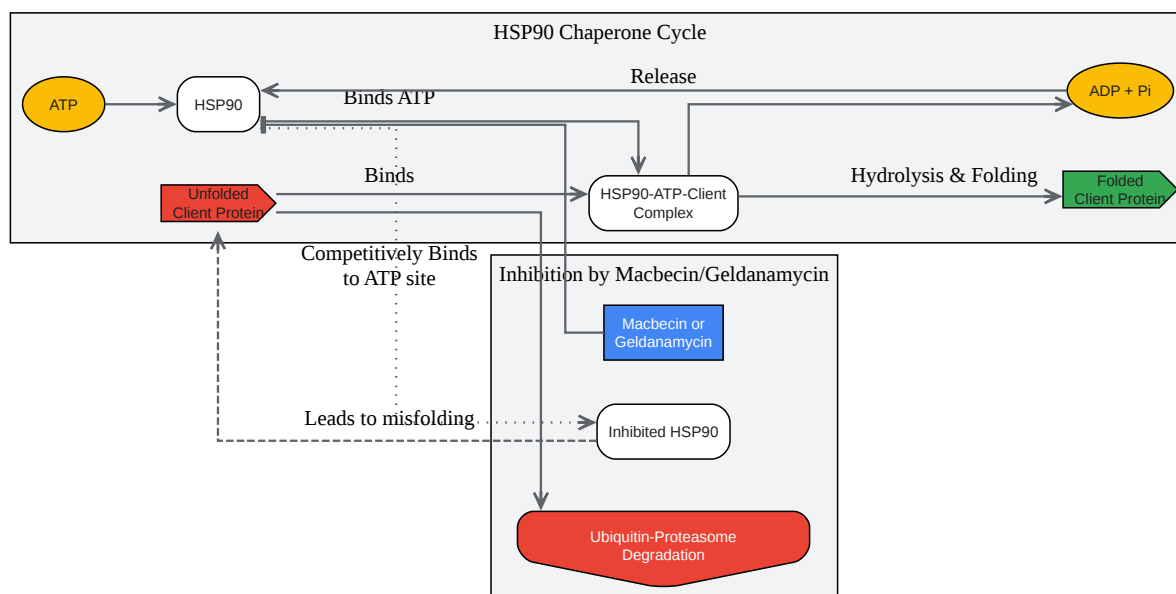 HSP90 Chaperone Cycle
Release
ATP
HSP90
Binds ATP
ADP + Pi
Binds
Hydrolysis & Folding
Unfolded
Client Protein
HSP90-ATP-Client
Complex
Folded
Client Protein
Competitively Binds
to ATP site
Inhibition by Macbecin/Geldanamycin
Macbecin or
Geldanamycin
Leads to misfolding
Inhibited HSP90
Ubiquitin-Proteasome
Degradation